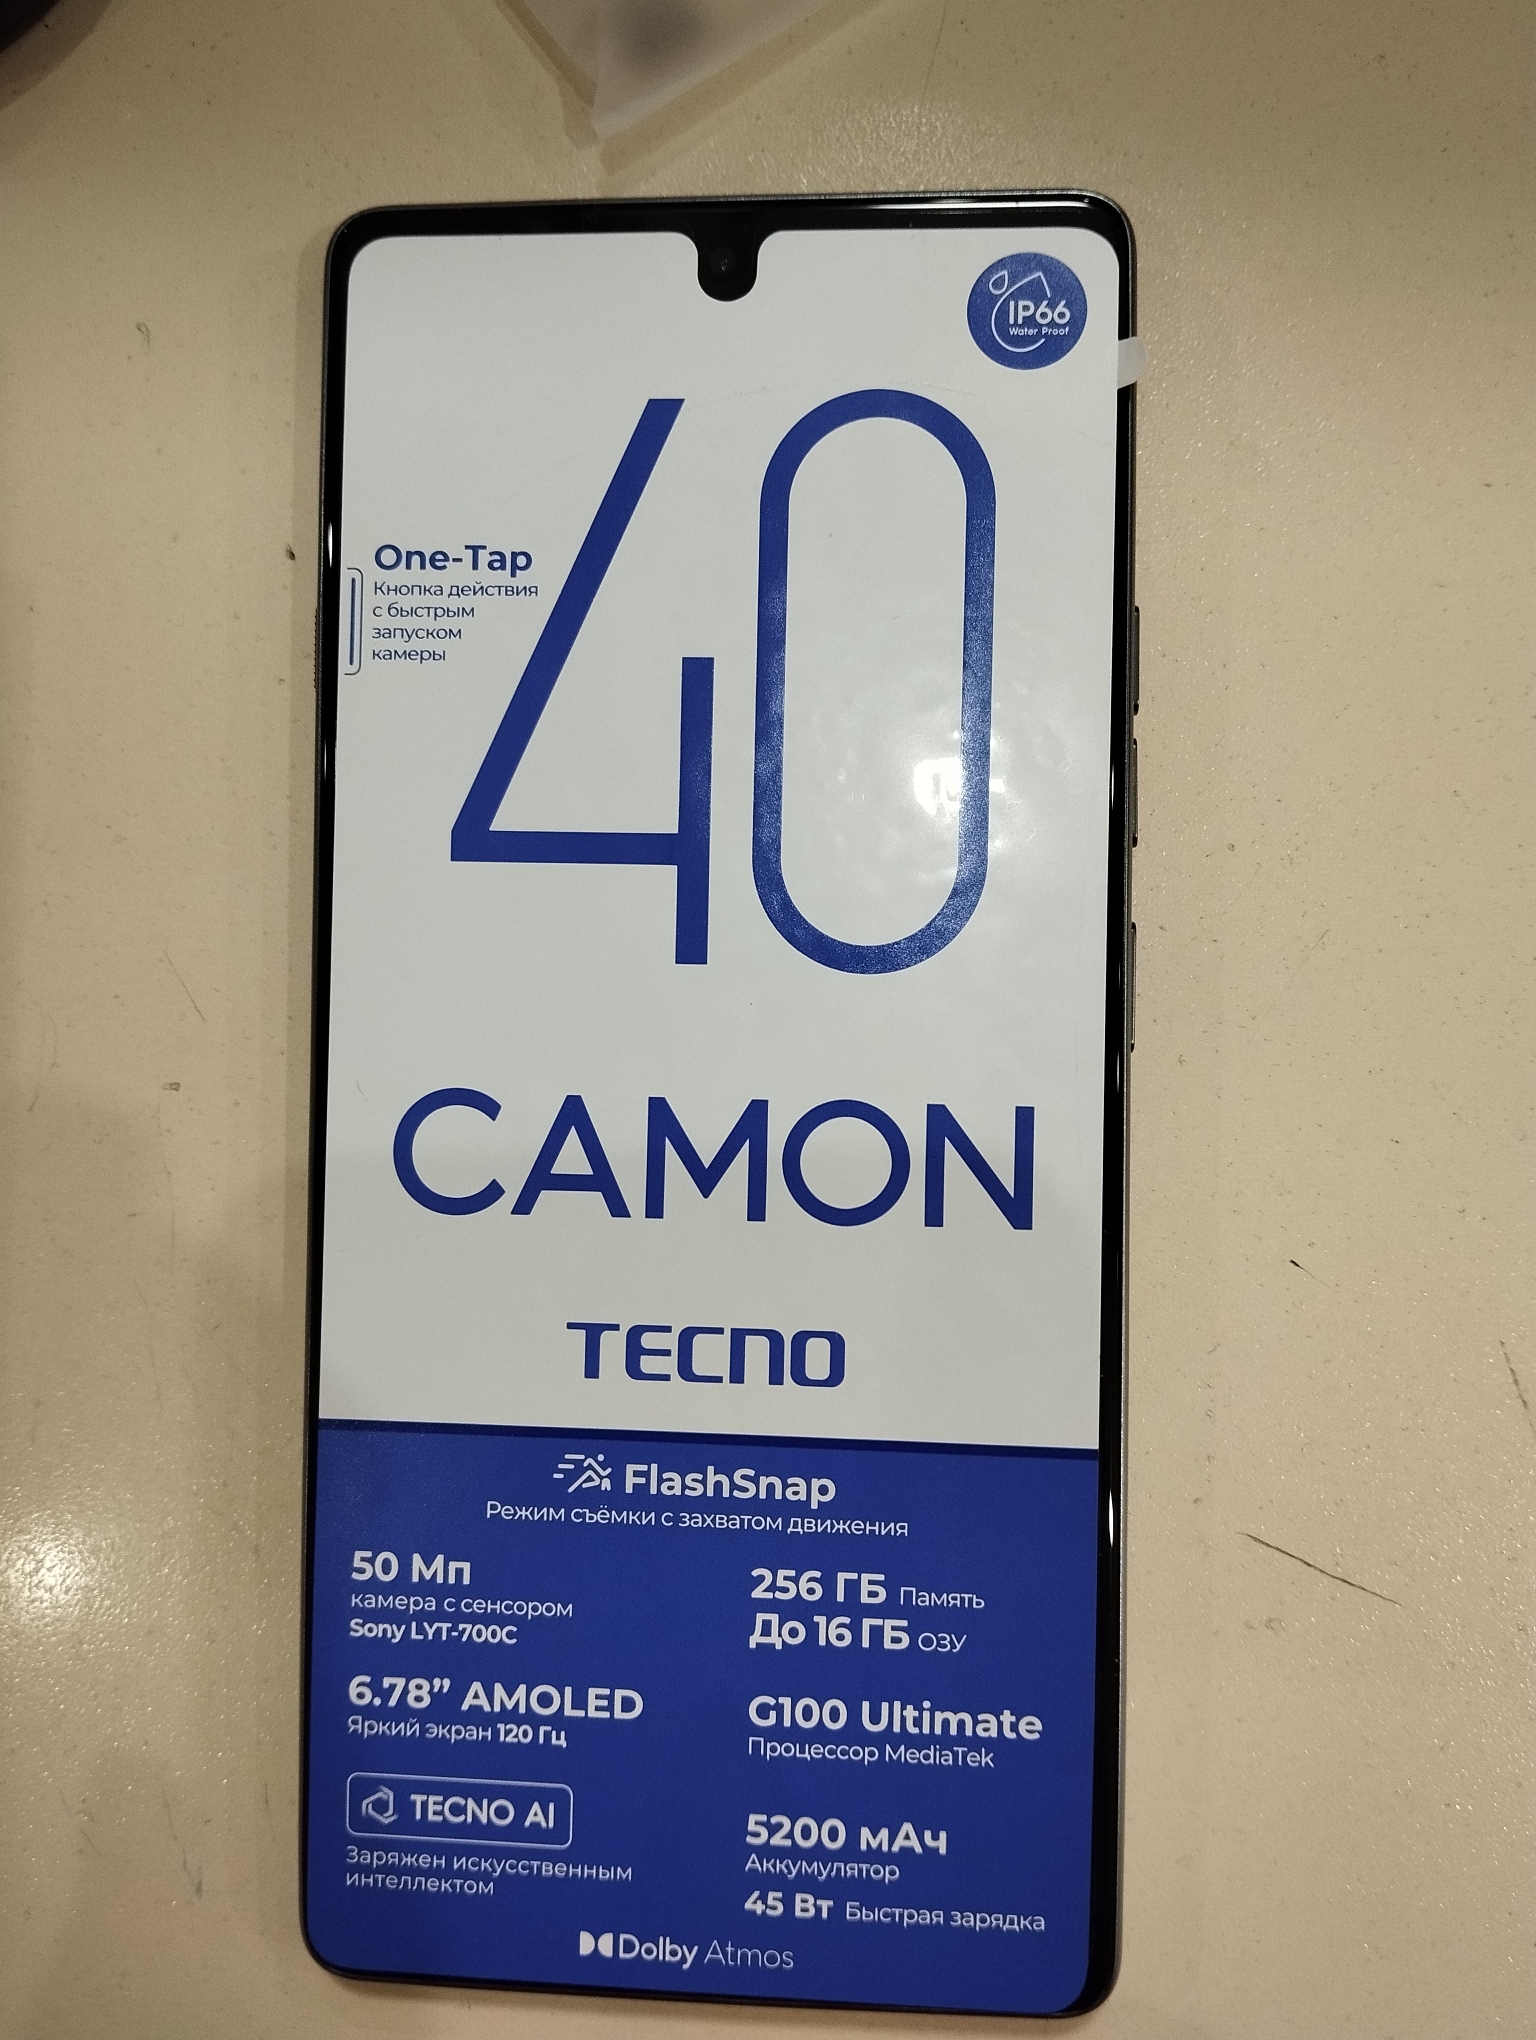 IP66
Water Proof
40
One-Tap
Кнопка действия
с быстрым
запуском
камеры
CAMON
TECNO
FlashSnap
Режим съёмки с захватом движения
50 Мп
камера с сенсором
Sony LYT-700C
6.78” AMOLED
Яркий экран 120 Гц
TECNO AI
Заряжен искусственным
интеллектом
256 ГБ Память
До 16 ГБ ОЗУ
G100 Ultimate
Процессор MediaTek
5200 мАч
Аккумулятор
45 Вт Быстрая зарядка
Dolby Atmos